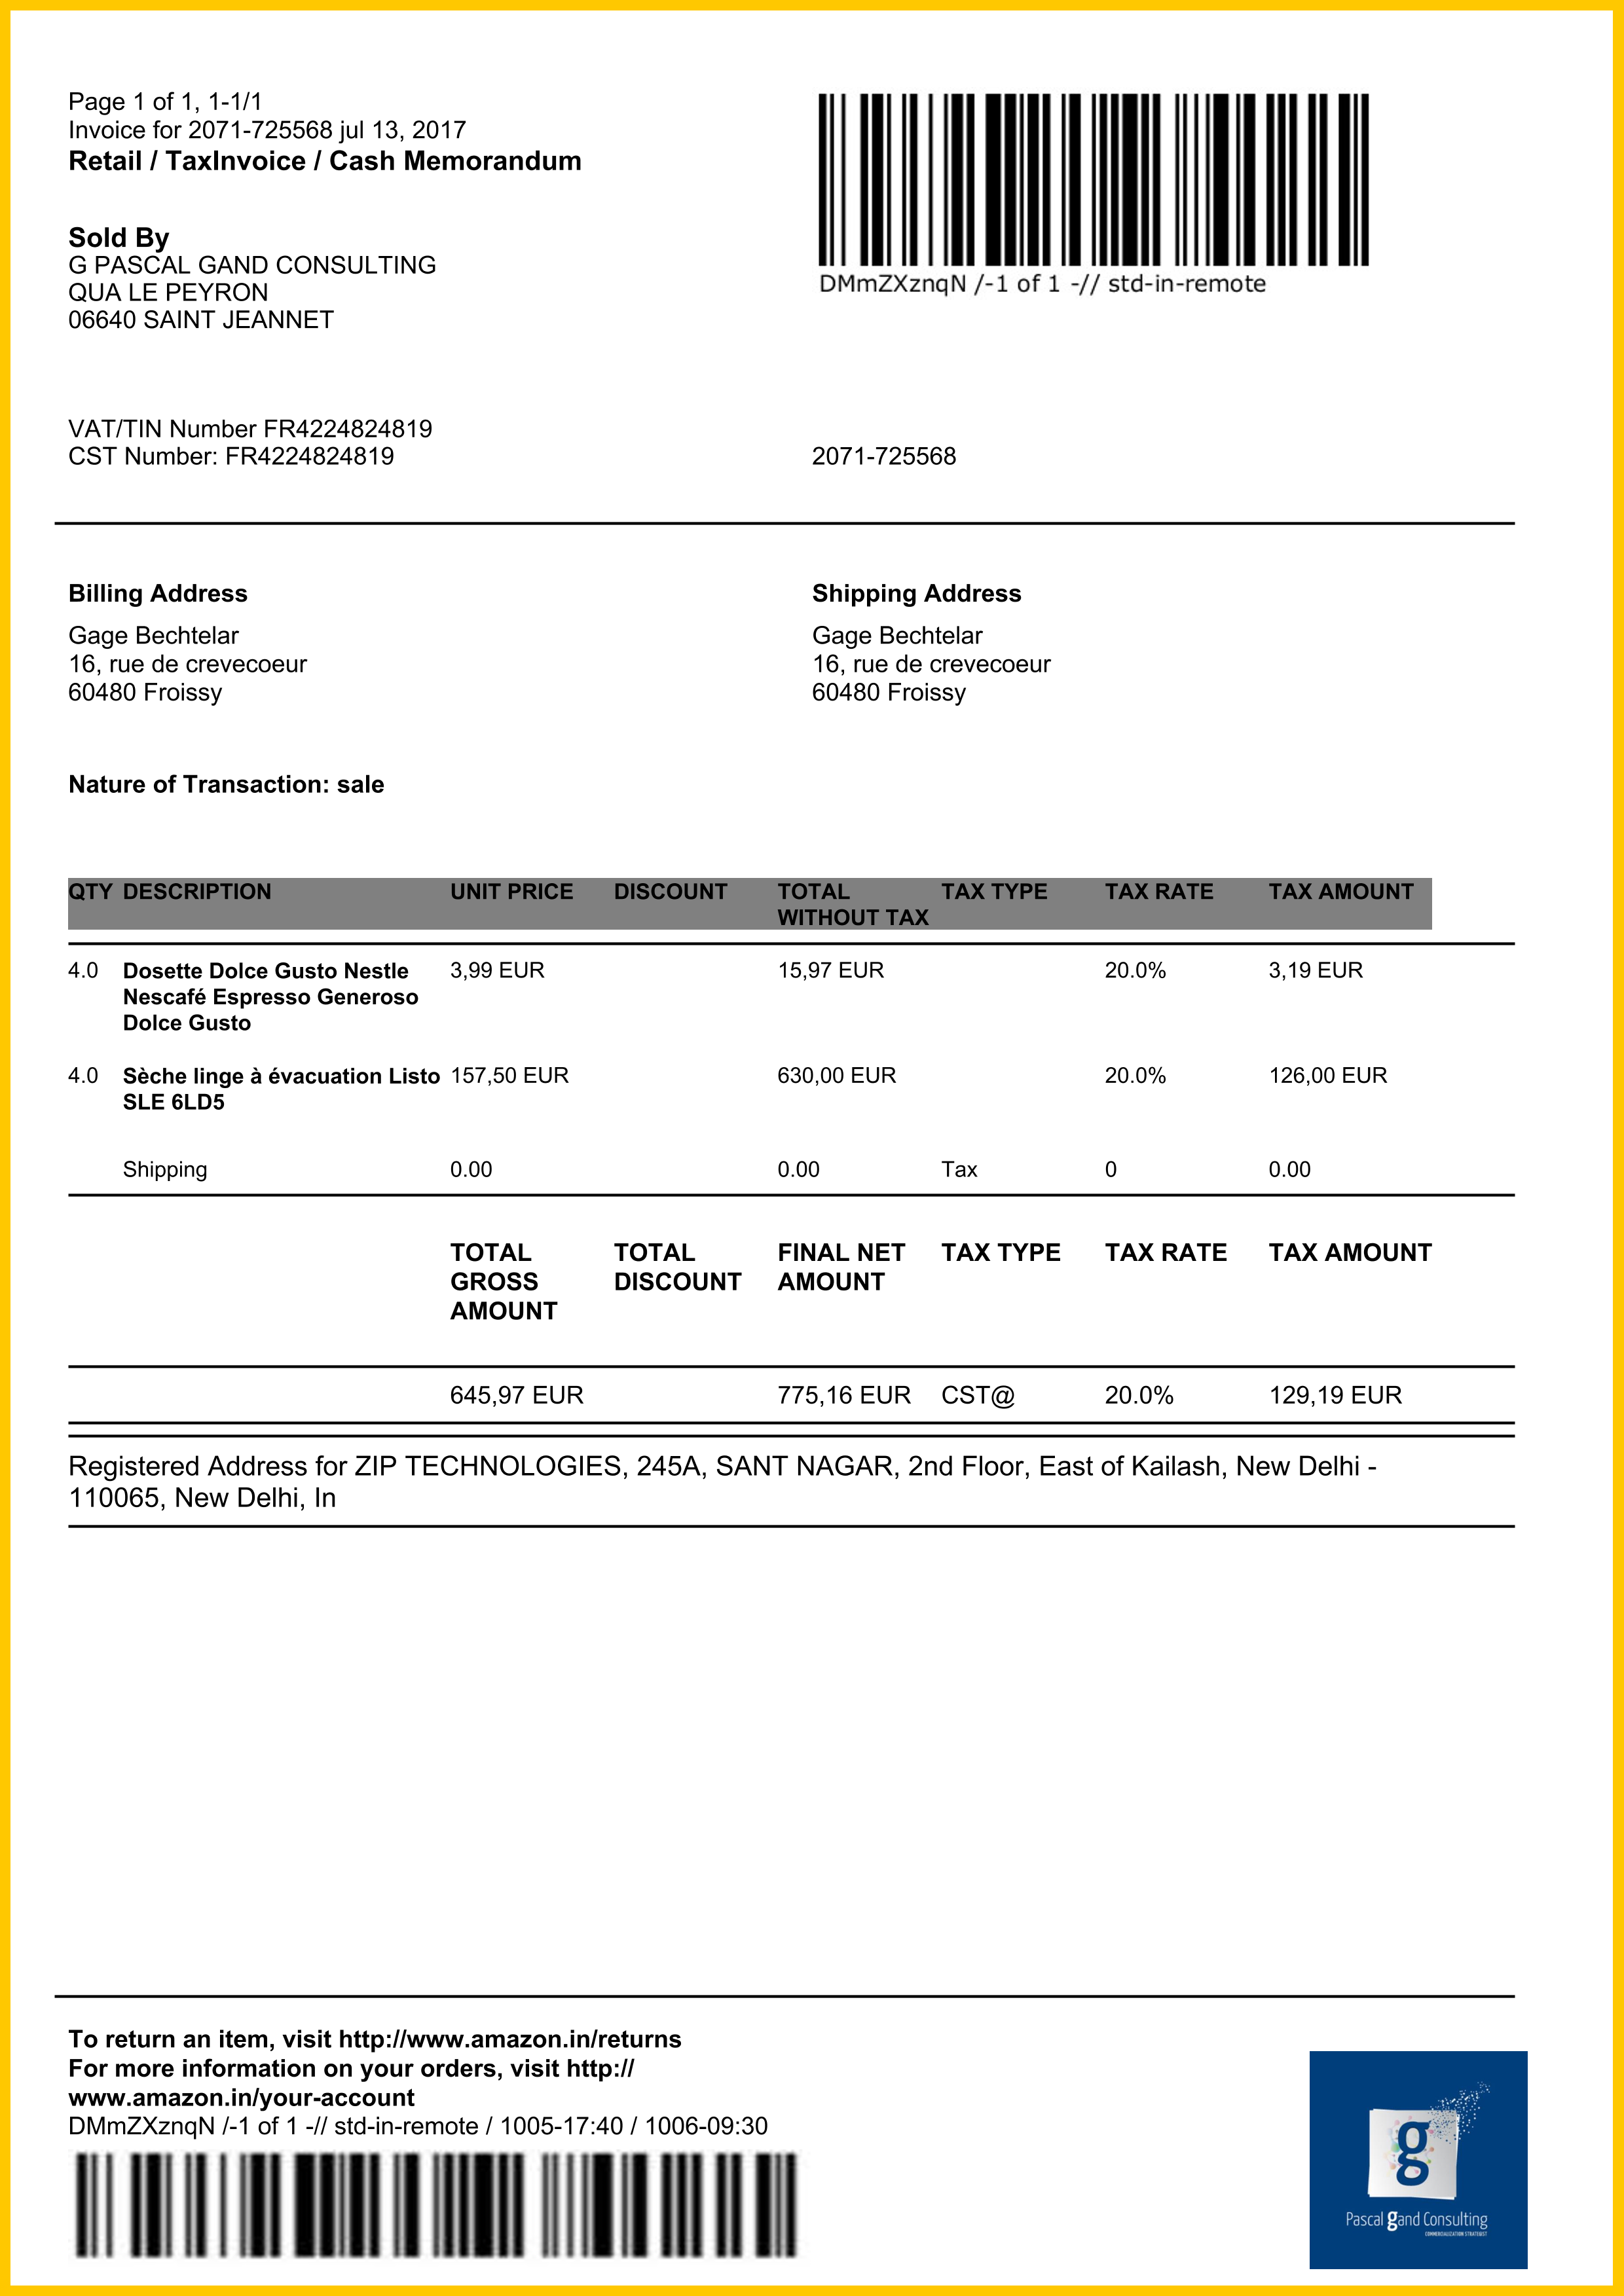 Page 1 of 1, 1-1/1
Invoice for 2071-725568 jul 13, 2017
Retail / TaxInvoice / Cash Memorandum
DMmZXznqN /-1 of 1 -// std-in-remote
Sold By
G PASCAL GAND CONSULTING
QUA LE PEYRON
06640 SAINT JEANNET
VAT/TIN Number FR4224824819
CST Number: FR4224824819
2071-725568
Billing Address
Gage Bechtelar
16, rue de crevecoeur
60480 Froissy
Shipping Address
Gage Bechtelar
16, rue de crevecoeur
60480 Froissy
Nature of Transaction: sale
QTY DESCRIPTION UNIT PRICE DISCOUNT TOTAL TAX TYPE TAX RATE TAX AMOUNT
WITHOUT TAX
4.0 Dosette Dolce Gusto Nestle 3,99 EUR 15,97 EUR 20.0% 3,19 EUR
Nescafé Espresso Generoso
Dolce Gusto
4.0 Sèche linge à évacuation Listo 157,50 EUR 630,00 EUR 20.0% 126,00 EUR
SLE 6LD5
Shipping 0.00 0.00 Tax 0 0.00
TOTAL TOTAL FINAL NET TAX TYPE TAX RATE TAX AMOUNT
GROSS DISCOUNT AMOUNT
AMOUNT
645,97 EUR 775,16 EUR CST@ 20.0% 129,19 EUR
Registered Address for ZIP TECHNOLOGIES, 245A, SANT NAGAR, 2nd Floor, East of Kailash, New Delhi -
110065, New Delhi, In
To return an item, visit http://www.amazon.in/returns
For more information on your orders, visit http://
www.amazon.in/your-account
DMmZXznqN /-1 of 1 -// std-in-remote / 1005-17:40 / 1006-09:30
g
Pascal gand Consulting
COMMERCIALIZATION STRATEGIST